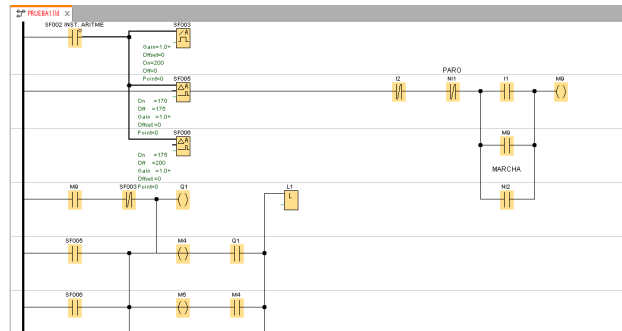 PRUEBA1.lld
SF002 INST. ARITME
SF003
Gain=1.0+
Offset=0
On=200
Off=0
Point=0
SF005
On =170
Off =175
Gain =1.0+
Offset =0
Point=0
PARO
I2
NI1
I1
M9
M9
MARCHA
NI2
SF006
On =175
Off =200
Gain =1.0+
Offset =0
Point=0
M9
SF003
Q1
L1
L
SF005
M4
Q1
SF006
M5
M4